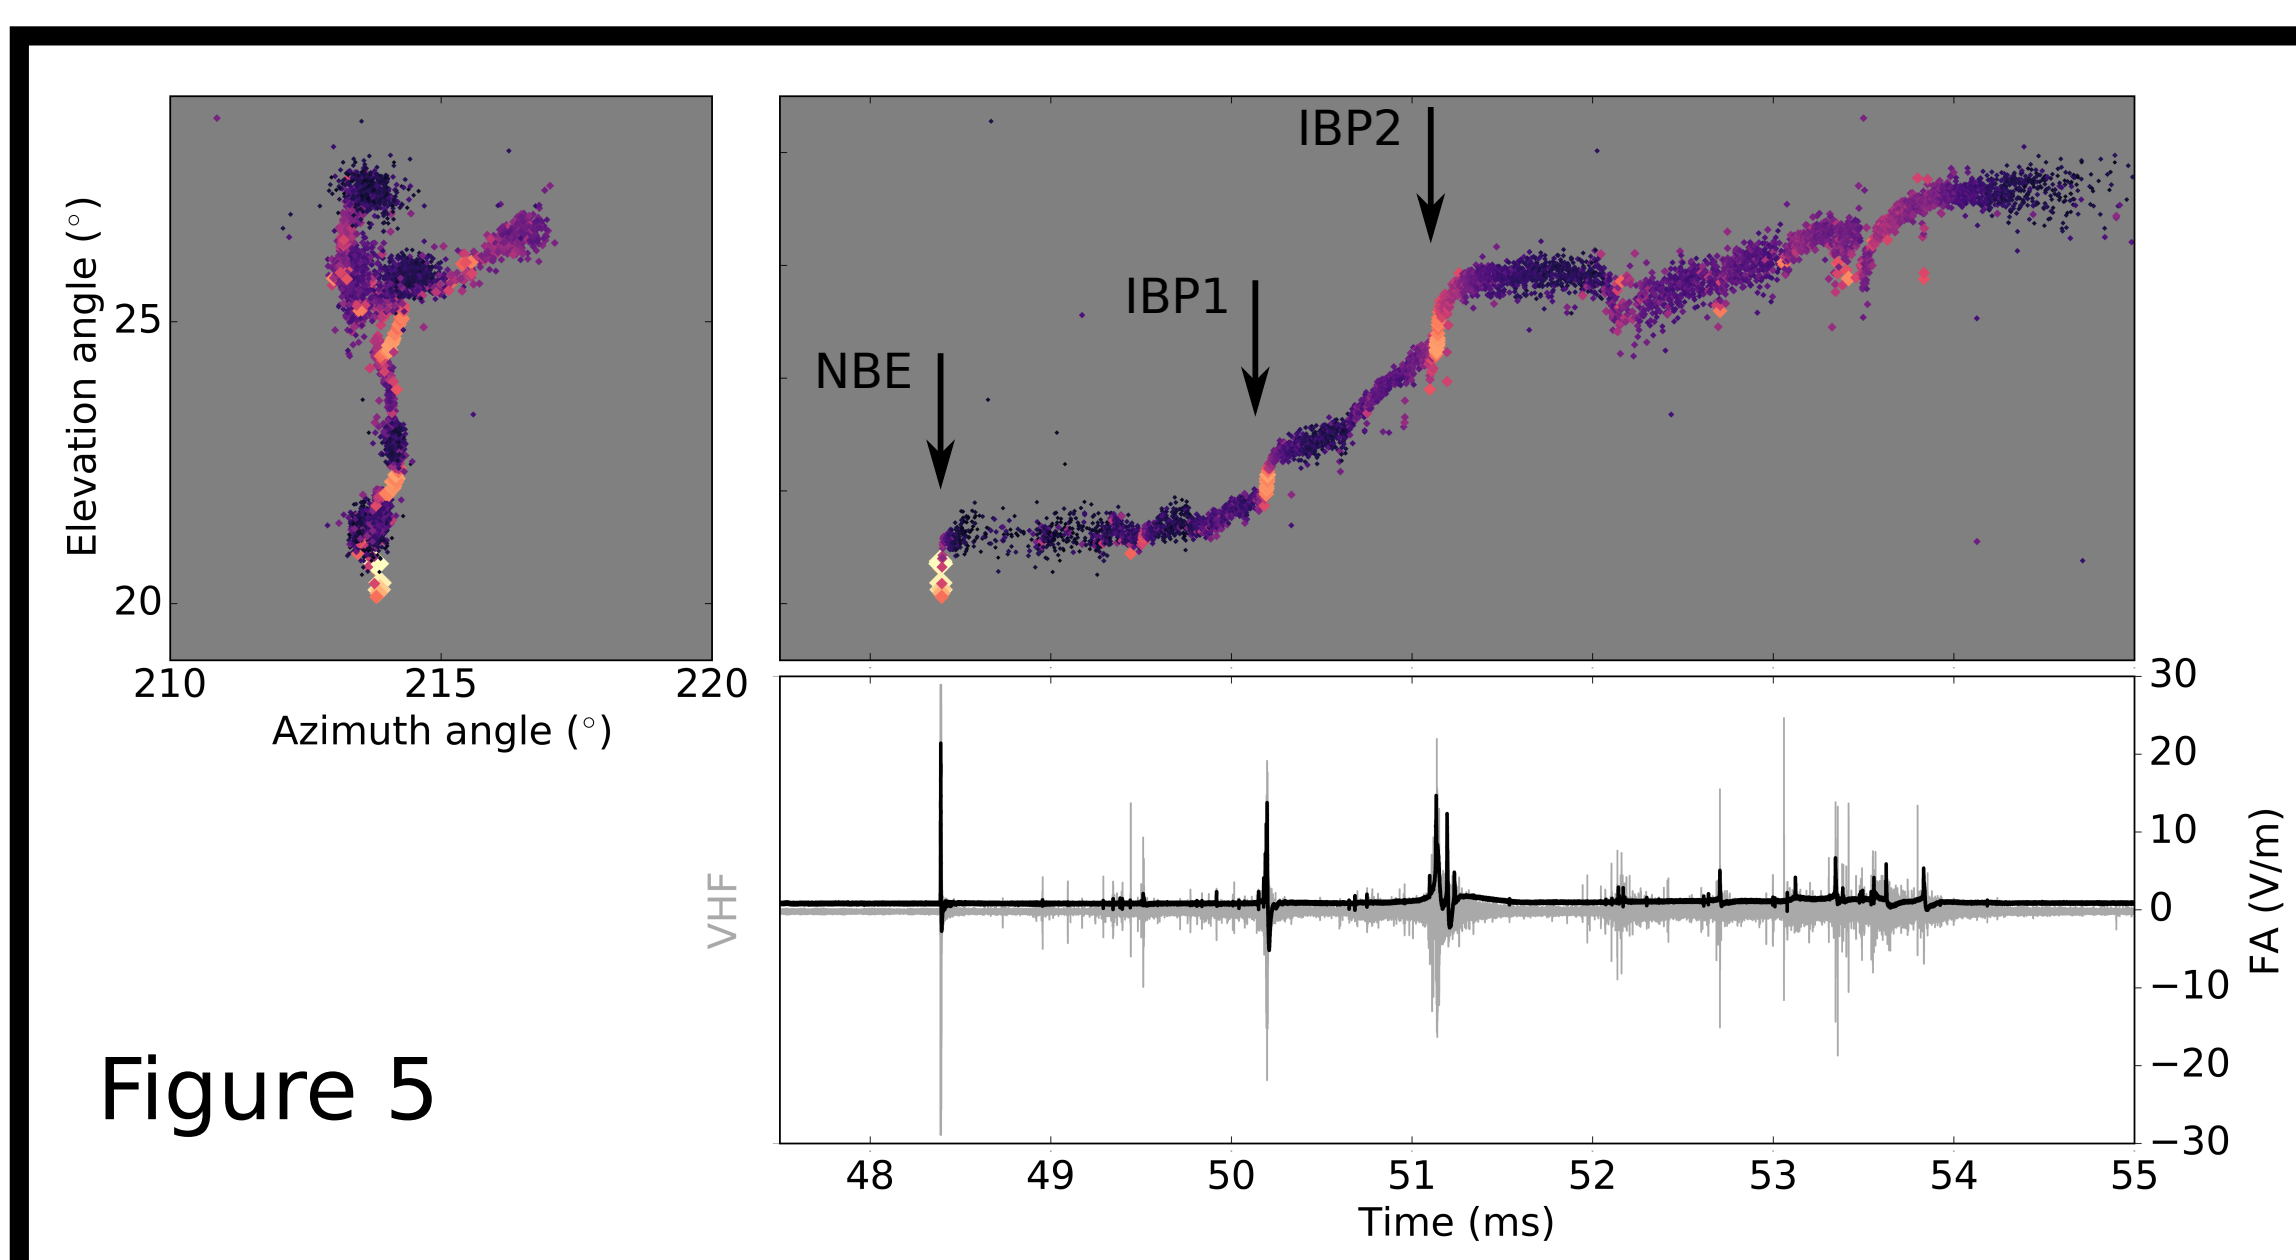 IBP2
IBP1
NBE
Elevation angle (°)
25
20
210 215 220
Azimuth angle (°)
VHF
30
20
10
0
−10
−20
−30
FA (V/m)
48 49 50 51 52 53 54 55
Time (ms)
Figure 5